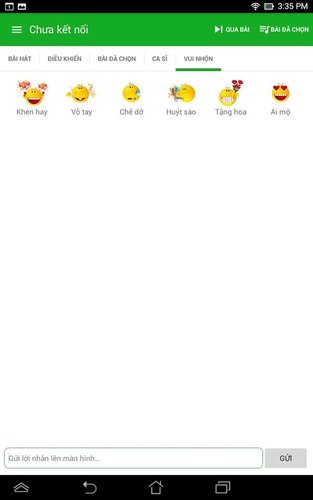 3:35 PM
Chưa kết nối
QUA BÀI
BÀI ĐÃ CHỌN
BÀI HÁT
ĐIỀU KHIỂN
BÀI ĐÃ CHỌN
CA SĨ
VUI NHỘN
Khen hay
Vỗ tay
Chê dở
Huýt sáo
Tặng hoa
Ái mộ
Gửi lời nhắn lên màn hình...
GỬI